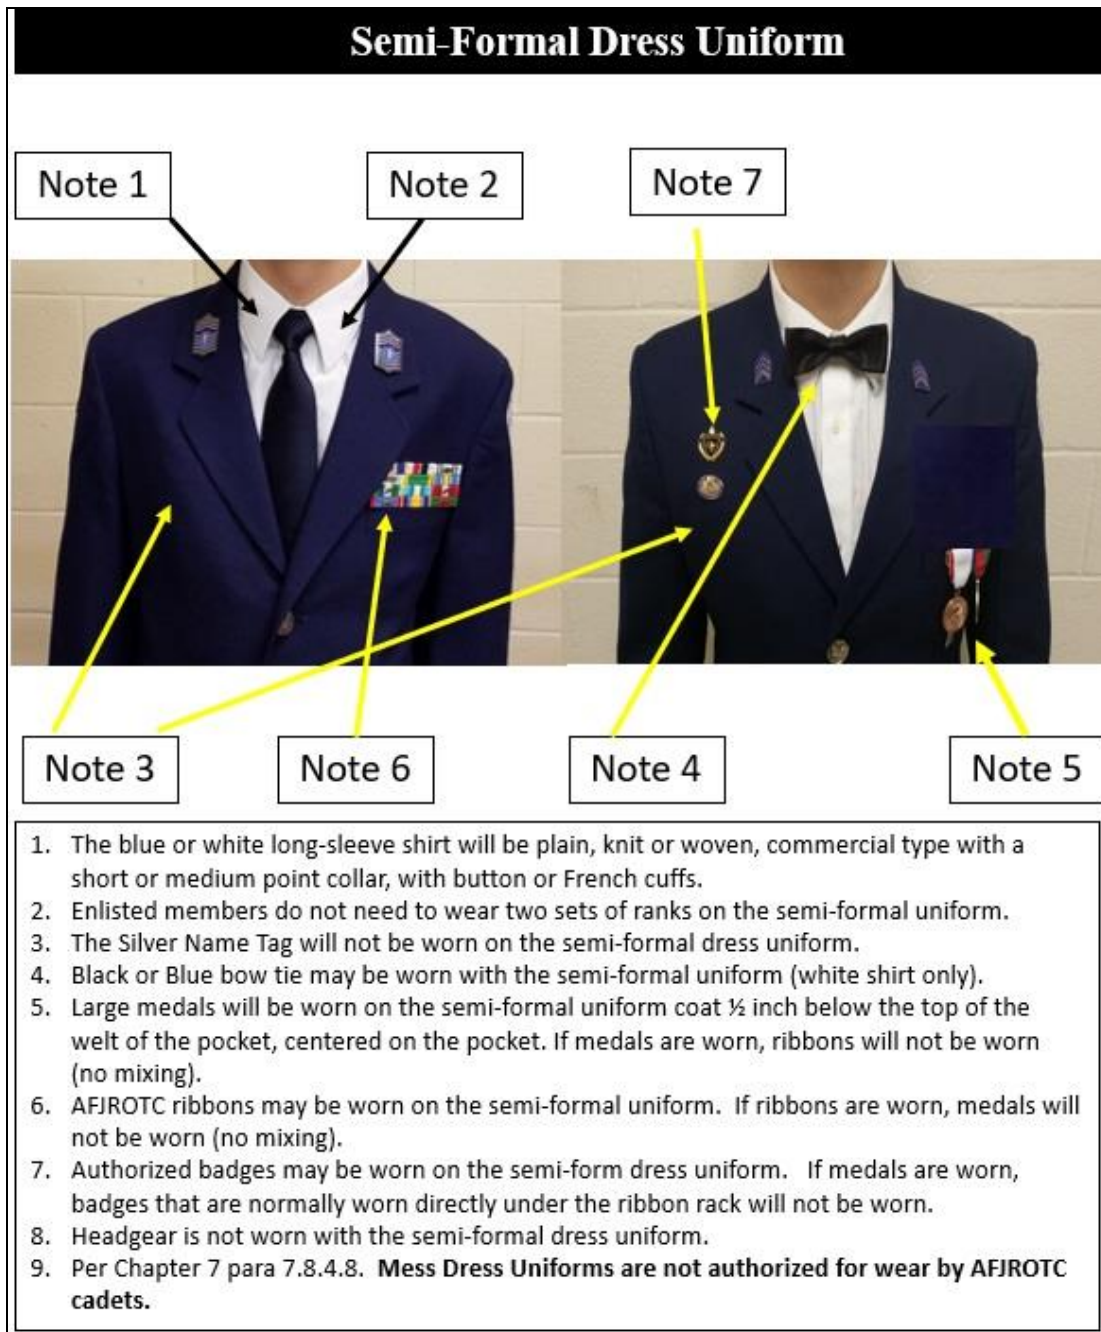 Semi-Formal Dress Uniform
Note 1
Note 2
Note 7
Note 3
Note 6
Note 4
Note 5
1. The blue or white long-sleeve shirt will be plain, knit or woven, commercial type with a
short or medium point collar, with button or French cuffs.
2. Enlisted members do not need to wear two sets of ranks on the semi-formal uniform.
3. The Silver Name Tag will not be worn on the semi-formal dress uniform.
4. Black or Blue bow tie may be worn with the semi-formal uniform (white shirt only).
5. Large medals will be worn on the semi-formal uniform coat ½ inch below the top of the
welt of the pocket, centered on the pocket. If medals are worn, ribbons will not be worn
(no mixing).
6. AFJROTC ribbons may be worn on the semi-formal uniform. If ribbons are worn, medals will
not be worn (no mixing).
7. Authorized badges may be worn on the semi-form dress uniform. If medals are worn,
badges that are normally worn directly under the ribbon rack will not be worn.
8. Headgear is not worn with the semi-formal dress uniform.
9. Per Chapter 7 para 7.8.4.8. Mess Dress Uniforms are not authorized for wear by AFJROTC
cadets.